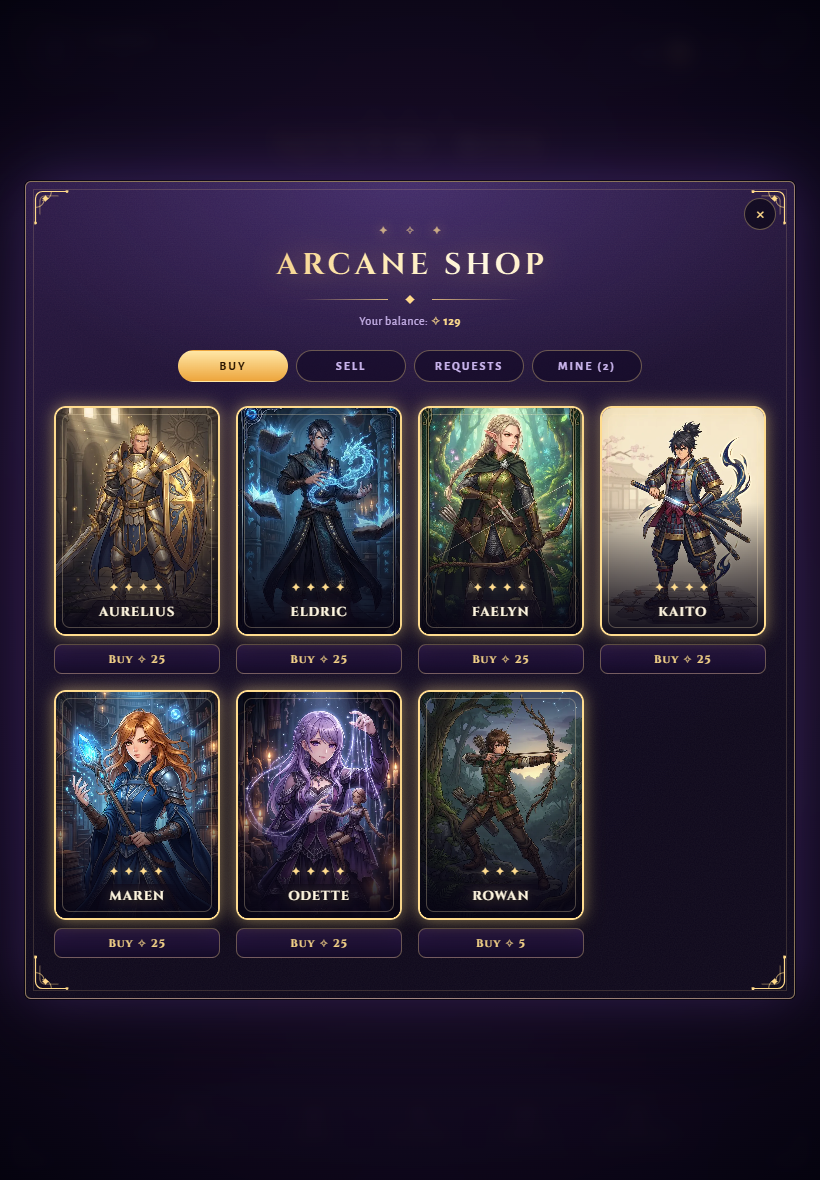 ARCANE SHOP
Your balance: ✧ 129
BUY
SELL
REQUESTS
MINE (2)
AURELIUS
ELDRIC
FAELYN
KAITO
BUY ✧ 25
BUY ✧ 25
BUY ✧ 25
BUY ✧ 25
MAREN
ODETTE
ROWAN
BUY ✧ 25
BUY ✧ 25
BUY ✧ 5